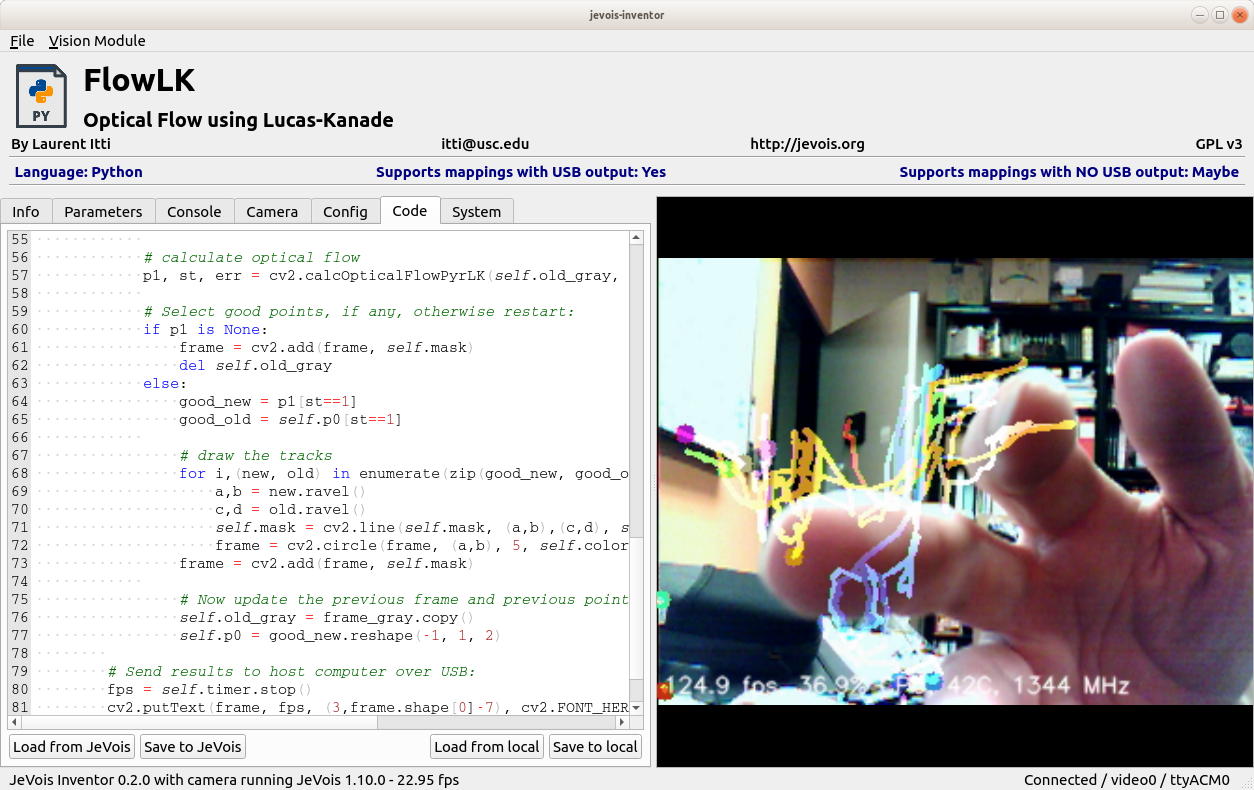 jevois-inventor
File Vision Module
PY
FlowLK
Optical Flow using Lucas-Kanade
By Laurent Itti itti@usc.edu http://jevois.org GPL v3
Language: Python Supports mappings with USB output: Yes Supports mappings with NO USB output: Maybe
Info Parameters Console Camera Config Code System
55
56 # calculate optical flow
57 p1, st, err = cv2.calcOpticalFlowPyrLK(self.old_gray,
58
59 # Select good points, if any, otherwise restart:
60 if p1 is None:
61 frame = cv2.add(frame, self.mask)
62 del self.old_gray
63 else:
64 good_new = p1[st==1]
65 good_old = self.p0[st==1]
66
67 # draw the tracks
68 for i,(new, old) in enumerate(zip(good_new, good_o
69 a,b = new.ravel()
70 c,d = old.ravel()
71 self.mask = cv2.line(self.mask, (a,b),(c,d), s
72 frame = cv2.circle(frame, (a,b), 5, self.color
73 frame = cv2.add(frame, self.mask)
74
75 # Now update the previous frame and previous point
76 self.old_gray = frame_gray.copy()
77 self.p0 = good_new.reshape(-1, 1, 2)
78
79 # Send results to host computer over USB:
80 fps = self.timer.stop()
81 cv2.putText(frame, fps, (3,frame.shape[0]-7), cv2.FONT_HER
124.9 fps, 36.9% 42C, 1344 MHz
Load from JeVois Save to JeVois Load from local Save to local
JeVois Inventor 0.2.0 with camera running JeVois 1.10.0 - 22.95 fps Connected / video0 / ttyACM0